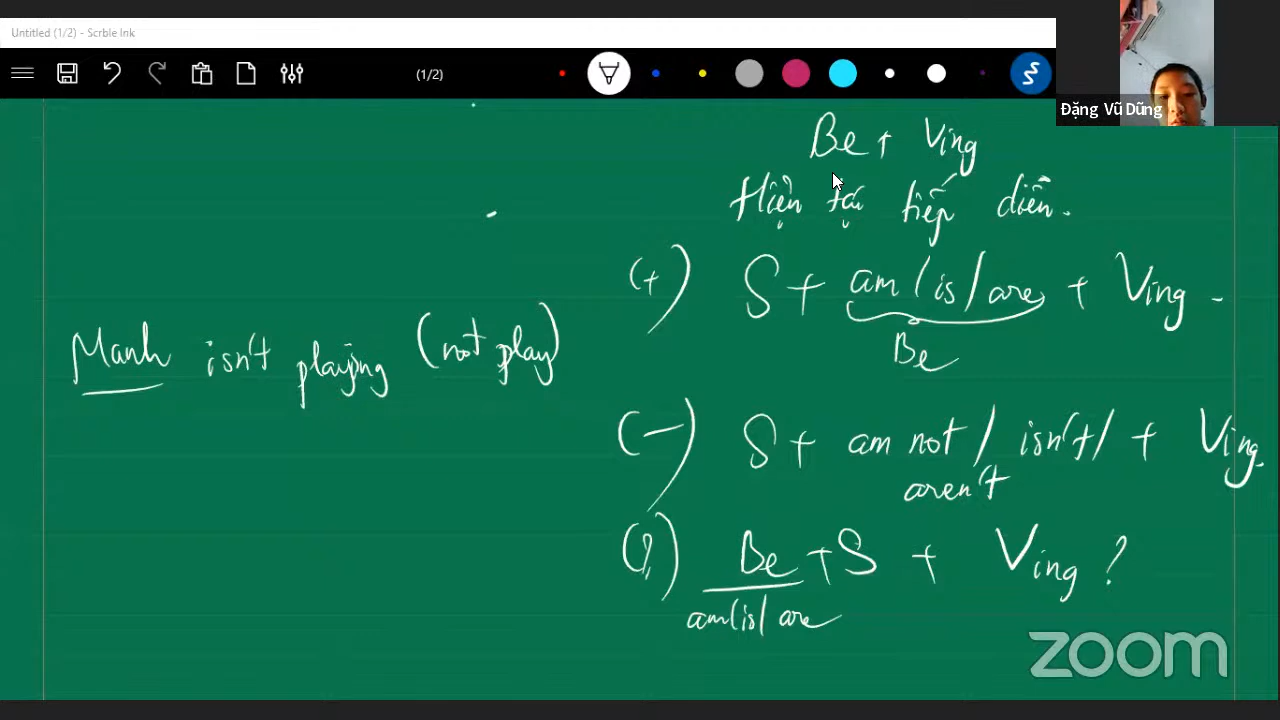 Untitled (1/2) - Scrble Ink
(1/2)
Đặng Vũ Dũng
Be + Ving
Hiện tại tiếp diễn.
(+) S + am / is / are + Ving.
Be
Manh isn't playing (not play)
(-) S + am not / isn't / + Ving.
aren't
(?) Be + S + Ving ?
am / is / are
zoom